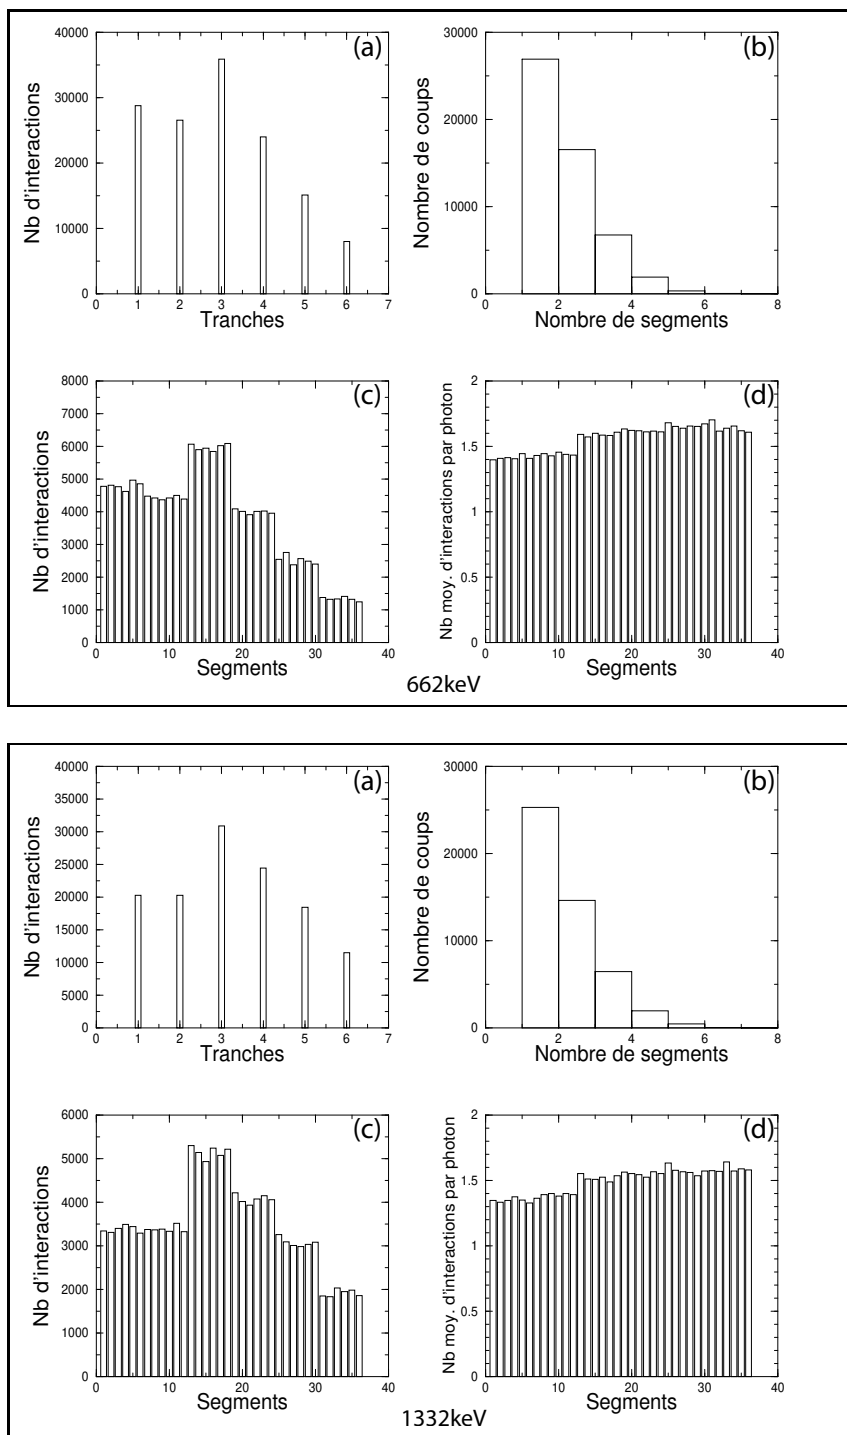 (a)
40000
30000
20000
10000
0
0 1 2 3 4 5 6 7
Nb d'interactions
Tranches
(b)
30000
20000
10000
0
0 2 4 6 8
Nombre de coups
Nombre de segments
(c)
8000
7000
6000
5000
4000
3000
2000
1000
0
0 10 20 30 40
Nb d'interactions
Segments
(d)
2
1.5
1
0.5
0
0 10 20 30 40
Nb moy. d'interactions par photon
Segments
662keV
(a)
40000
35000
30000
25000
20000
15000
10000
5000
0
0 1 2 3 4 5 6 7
Nb d'interactions
Tranches
(b)
30000
20000
10000
0
0 2 4 6 8
Nombre de coups
Nombre de segments
(c)
6000
5000
4000
3000
2000
1000
0
0 10 20 30 40
Nb d'interactions
Segments
(d)
2
1.5
1
0.5
0
0 10 20 30 40
Nb moy. d'interactions par photon
Segments
1332keV